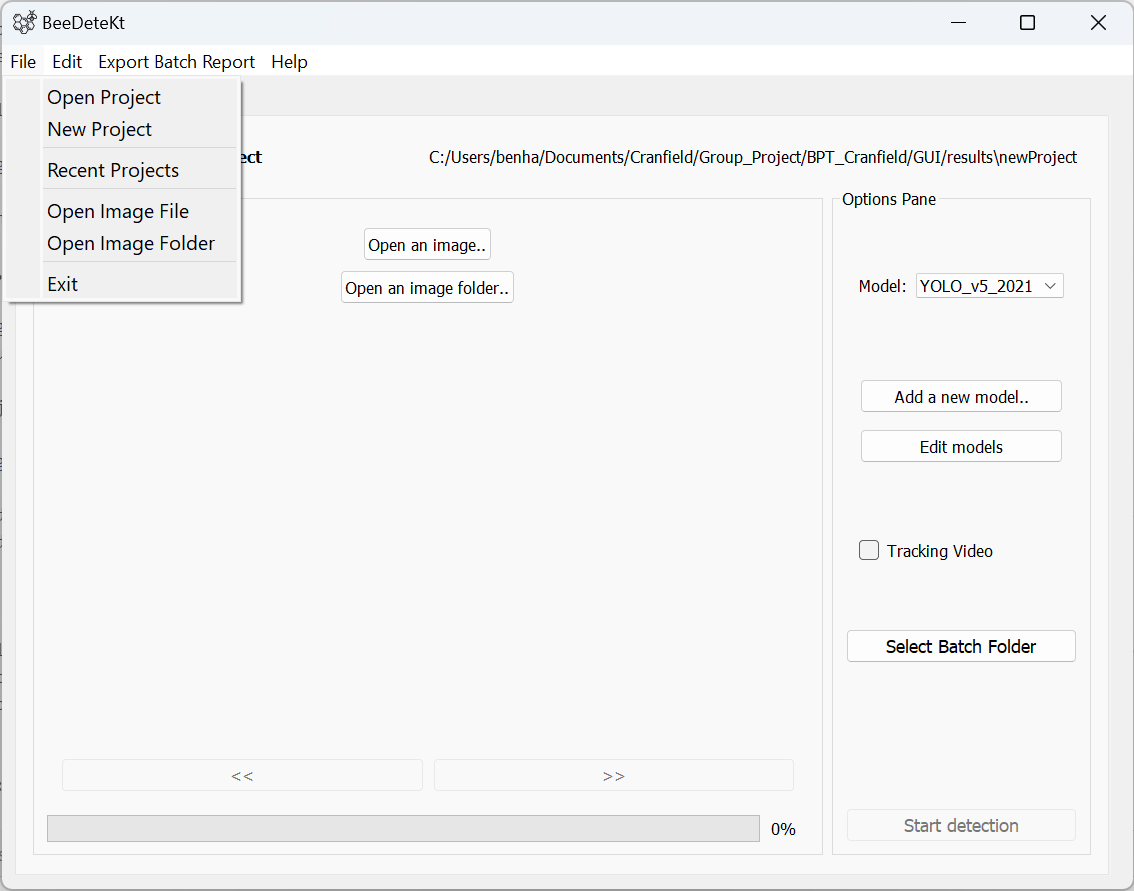 BeeDeteKt
File Edit Export Batch Report Help
Open Project
New Project
Recent Projects
Open Image File
Open Image Folder
Exit
C:/Users/benha/Documents/Cranfield/Group_Project/BPT_Cranfield/GUI/results\newProject
Open an image..
Open an image folder..
Options Pane
Model: YOLO_v5_2021
Add a new model..
Edit models
Tracking Video
Select Batch Folder
<< >>
0%
Start detection